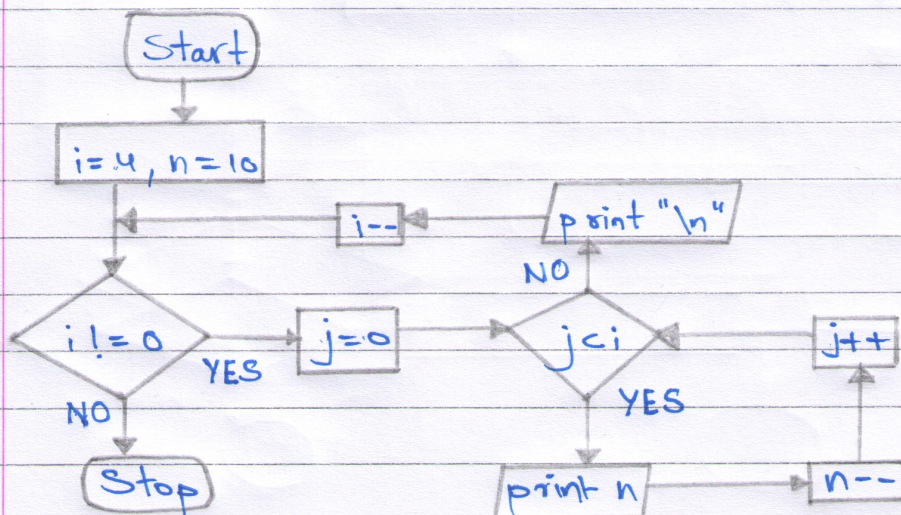 Start
i=4, n=10
i--
print "\n"
NO
i!=0
YES
j=0
j<i
j++
NO
YES
Stop
print n
n--